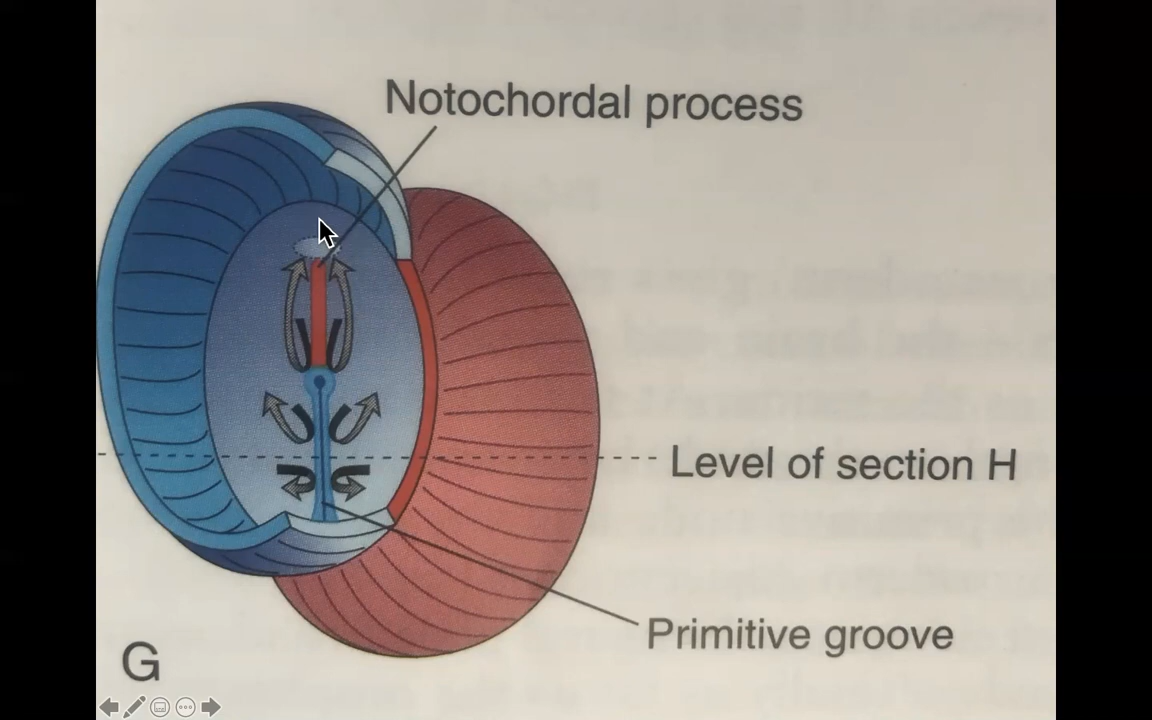 Notochordal process
Level of section H
Primitive groove
G